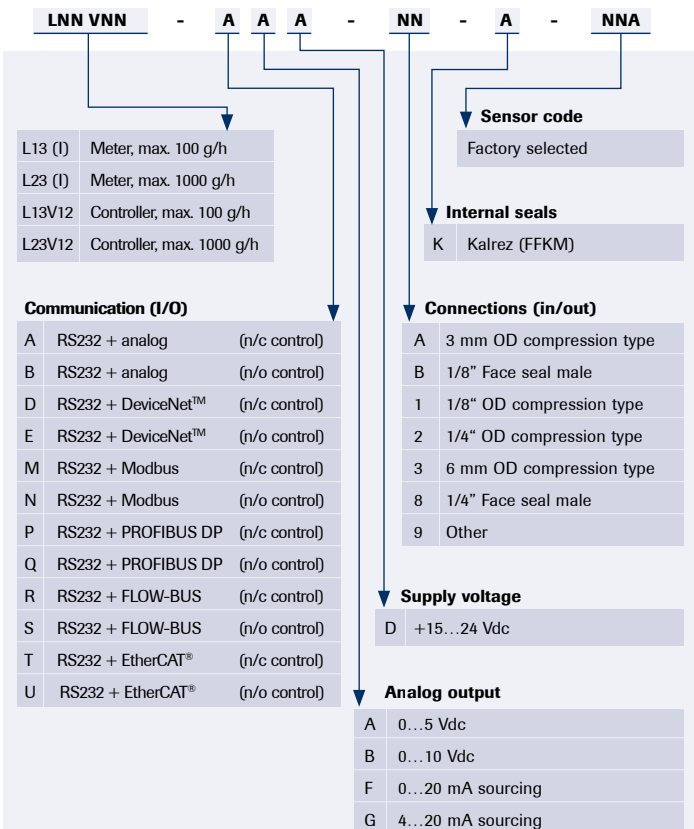 LNN VNN - A A A - NN - A - NNA
Sensor code
Factory selected
L13 (I) Meter, max. 100 g/h
L23 (I) Meter, max. 1000 g/h
L13V12 Controller, max. 100 g/h
L23V12 Controller, max. 1000 g/h
Internal seals
K Kalrez (FFKM)
Communication (I/O)
A RS232 + analog (n/c control)
B RS232 + analog (n/o control)
D RS232 + DeviceNet™ (n/c control)
E RS232 + DeviceNet™ (n/o control)
M RS232 + Modbus (n/c control)
N RS232 + Modbus (n/o control)
P RS232 + PROFIBUS DP (n/c control)
Q RS232 + PROFIBUS DP (n/o control)
R RS232 + FLOW-BUS (n/c control)
S RS232 + FLOW-BUS (n/o control)
T RS232 + EtherCAT® (n/c control)
U RS232 + EtherCAT® (n/o control)
Connections (in/out)
A 3 mm OD compression type
B 1/8” Face seal male
1 1/8“ OD compression type
2 1/4“ OD compression type
3 6 mm OD compression type
8 1/4” Face seal male
9 Other
Supply voltage
D +15…24 Vdc
Analog output
A 0…5 Vdc
B 0…10 Vdc
F 0…20 mA sourcing
G 4…20 mA sourcing